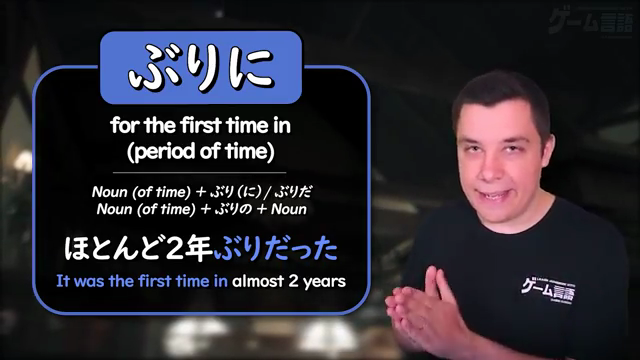 ぶりに
for the first time in
(period of time)
Noun (of time) + ぶり(に) / ぶりだ
Noun (of time) + ぶりの + Noun
ほとんど2年ぶりだった
It was the first time in almost 2 years
ゲーム言語
ゲーム言語